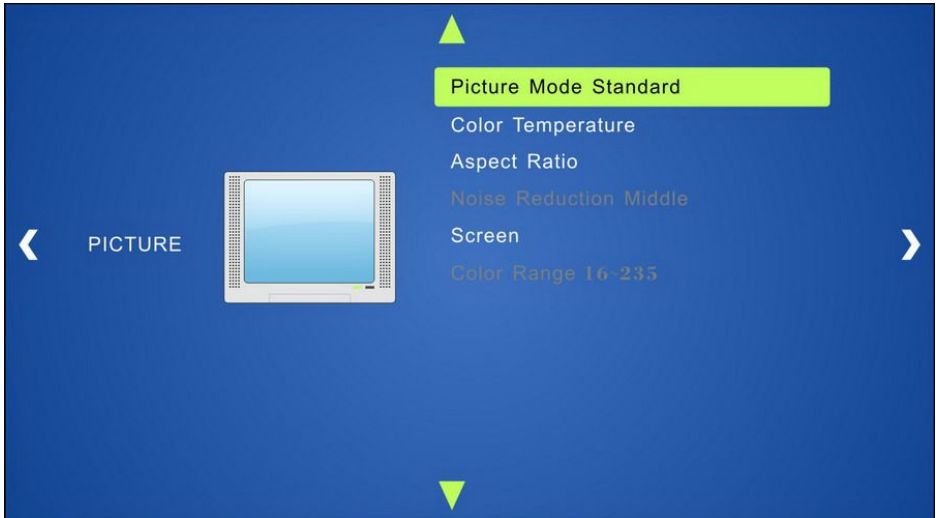 Picture Mode Standard
Color Temperature
Aspect Ratio
Noise Reduction Middle
PICTURE
Screen
Color Range 16~235